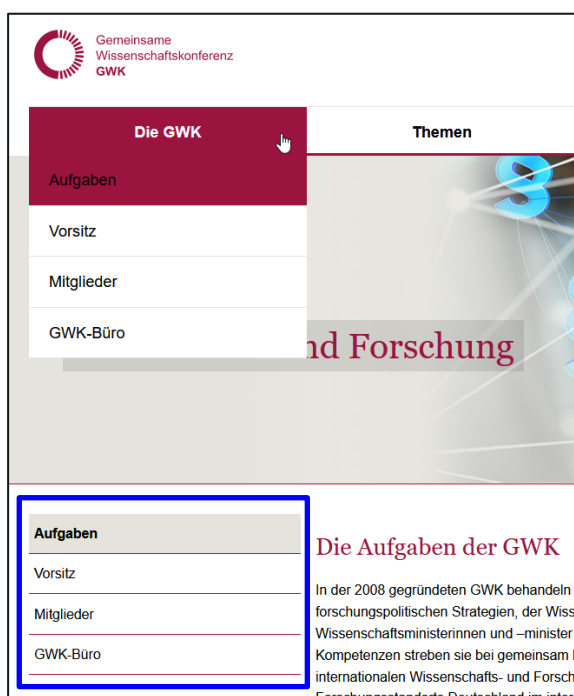 Gemeinsame
Wissenschaftskonferenz
GWK
Die GWK
Themen
Aufgaben
Vorsitz
Mitglieder
GWK-Büro
nd Forschung
Aufgaben
Vorsitz
Mitglieder
GWK-Büro
Die Aufgaben der GWK
In der 2008 gegründeten GWK behandeln
forschungspolitischen Strategien, der Wiss
Wissenschaftsministerinnen und –minister
Kompetenzen streben sie bei gemeinsam
internationalen Wissenschafts- und Forsch